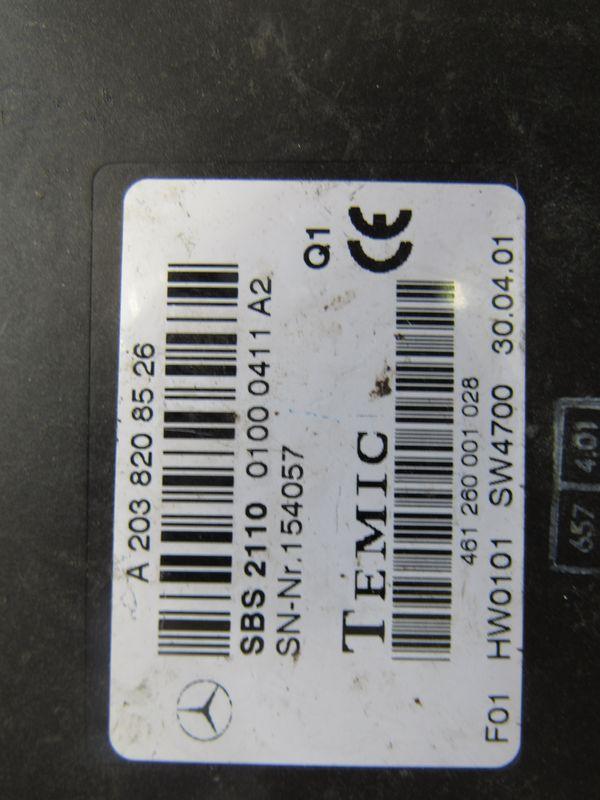 A 203 820 85 26
SBS 2110 0100 0411 A2
SN-Nr.154057
Q1
TEMIC
461 260 001 028
F01 HW0101 SW4700 30.04.01
657 4.01